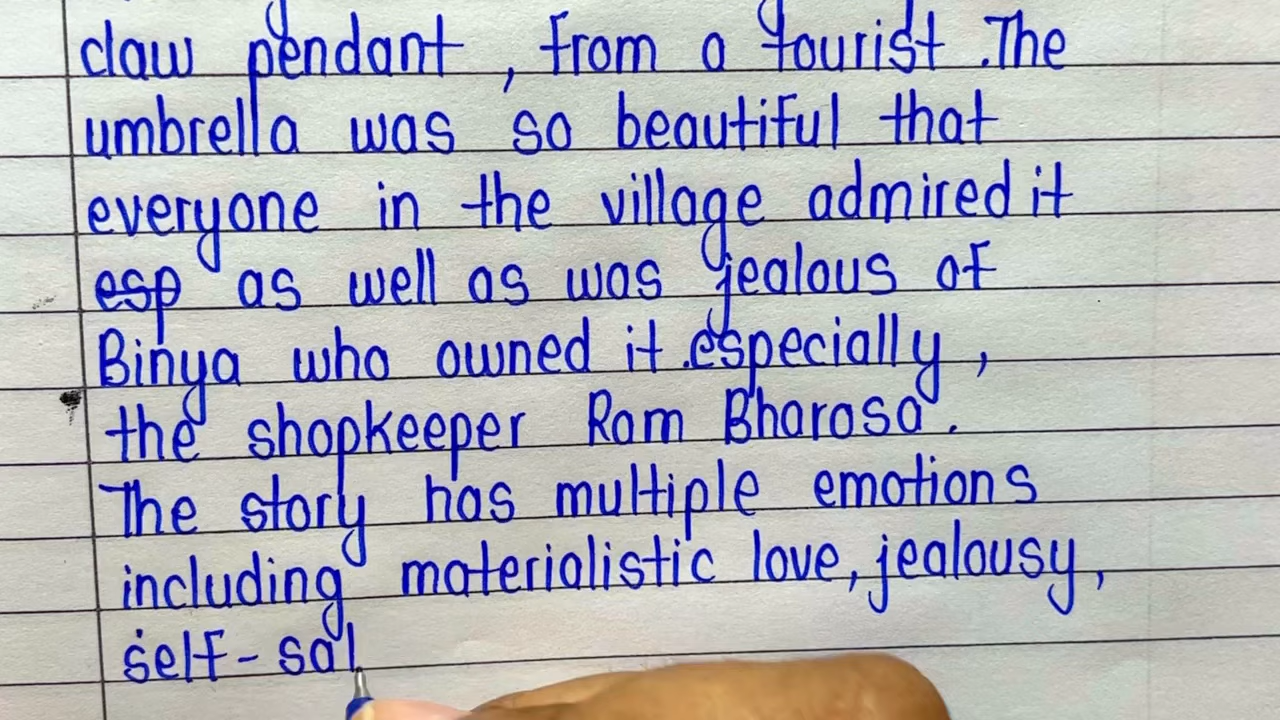 claw pendant, from a tourist. The
umbrella was so beautiful that
everyone in the village admired it
esp as well as was jealous of
Binya who owned it. especially,
the shopkeeper Ram Bharosa.
The story has multiple emotions
including materialistic love, jealousy,
self-sal